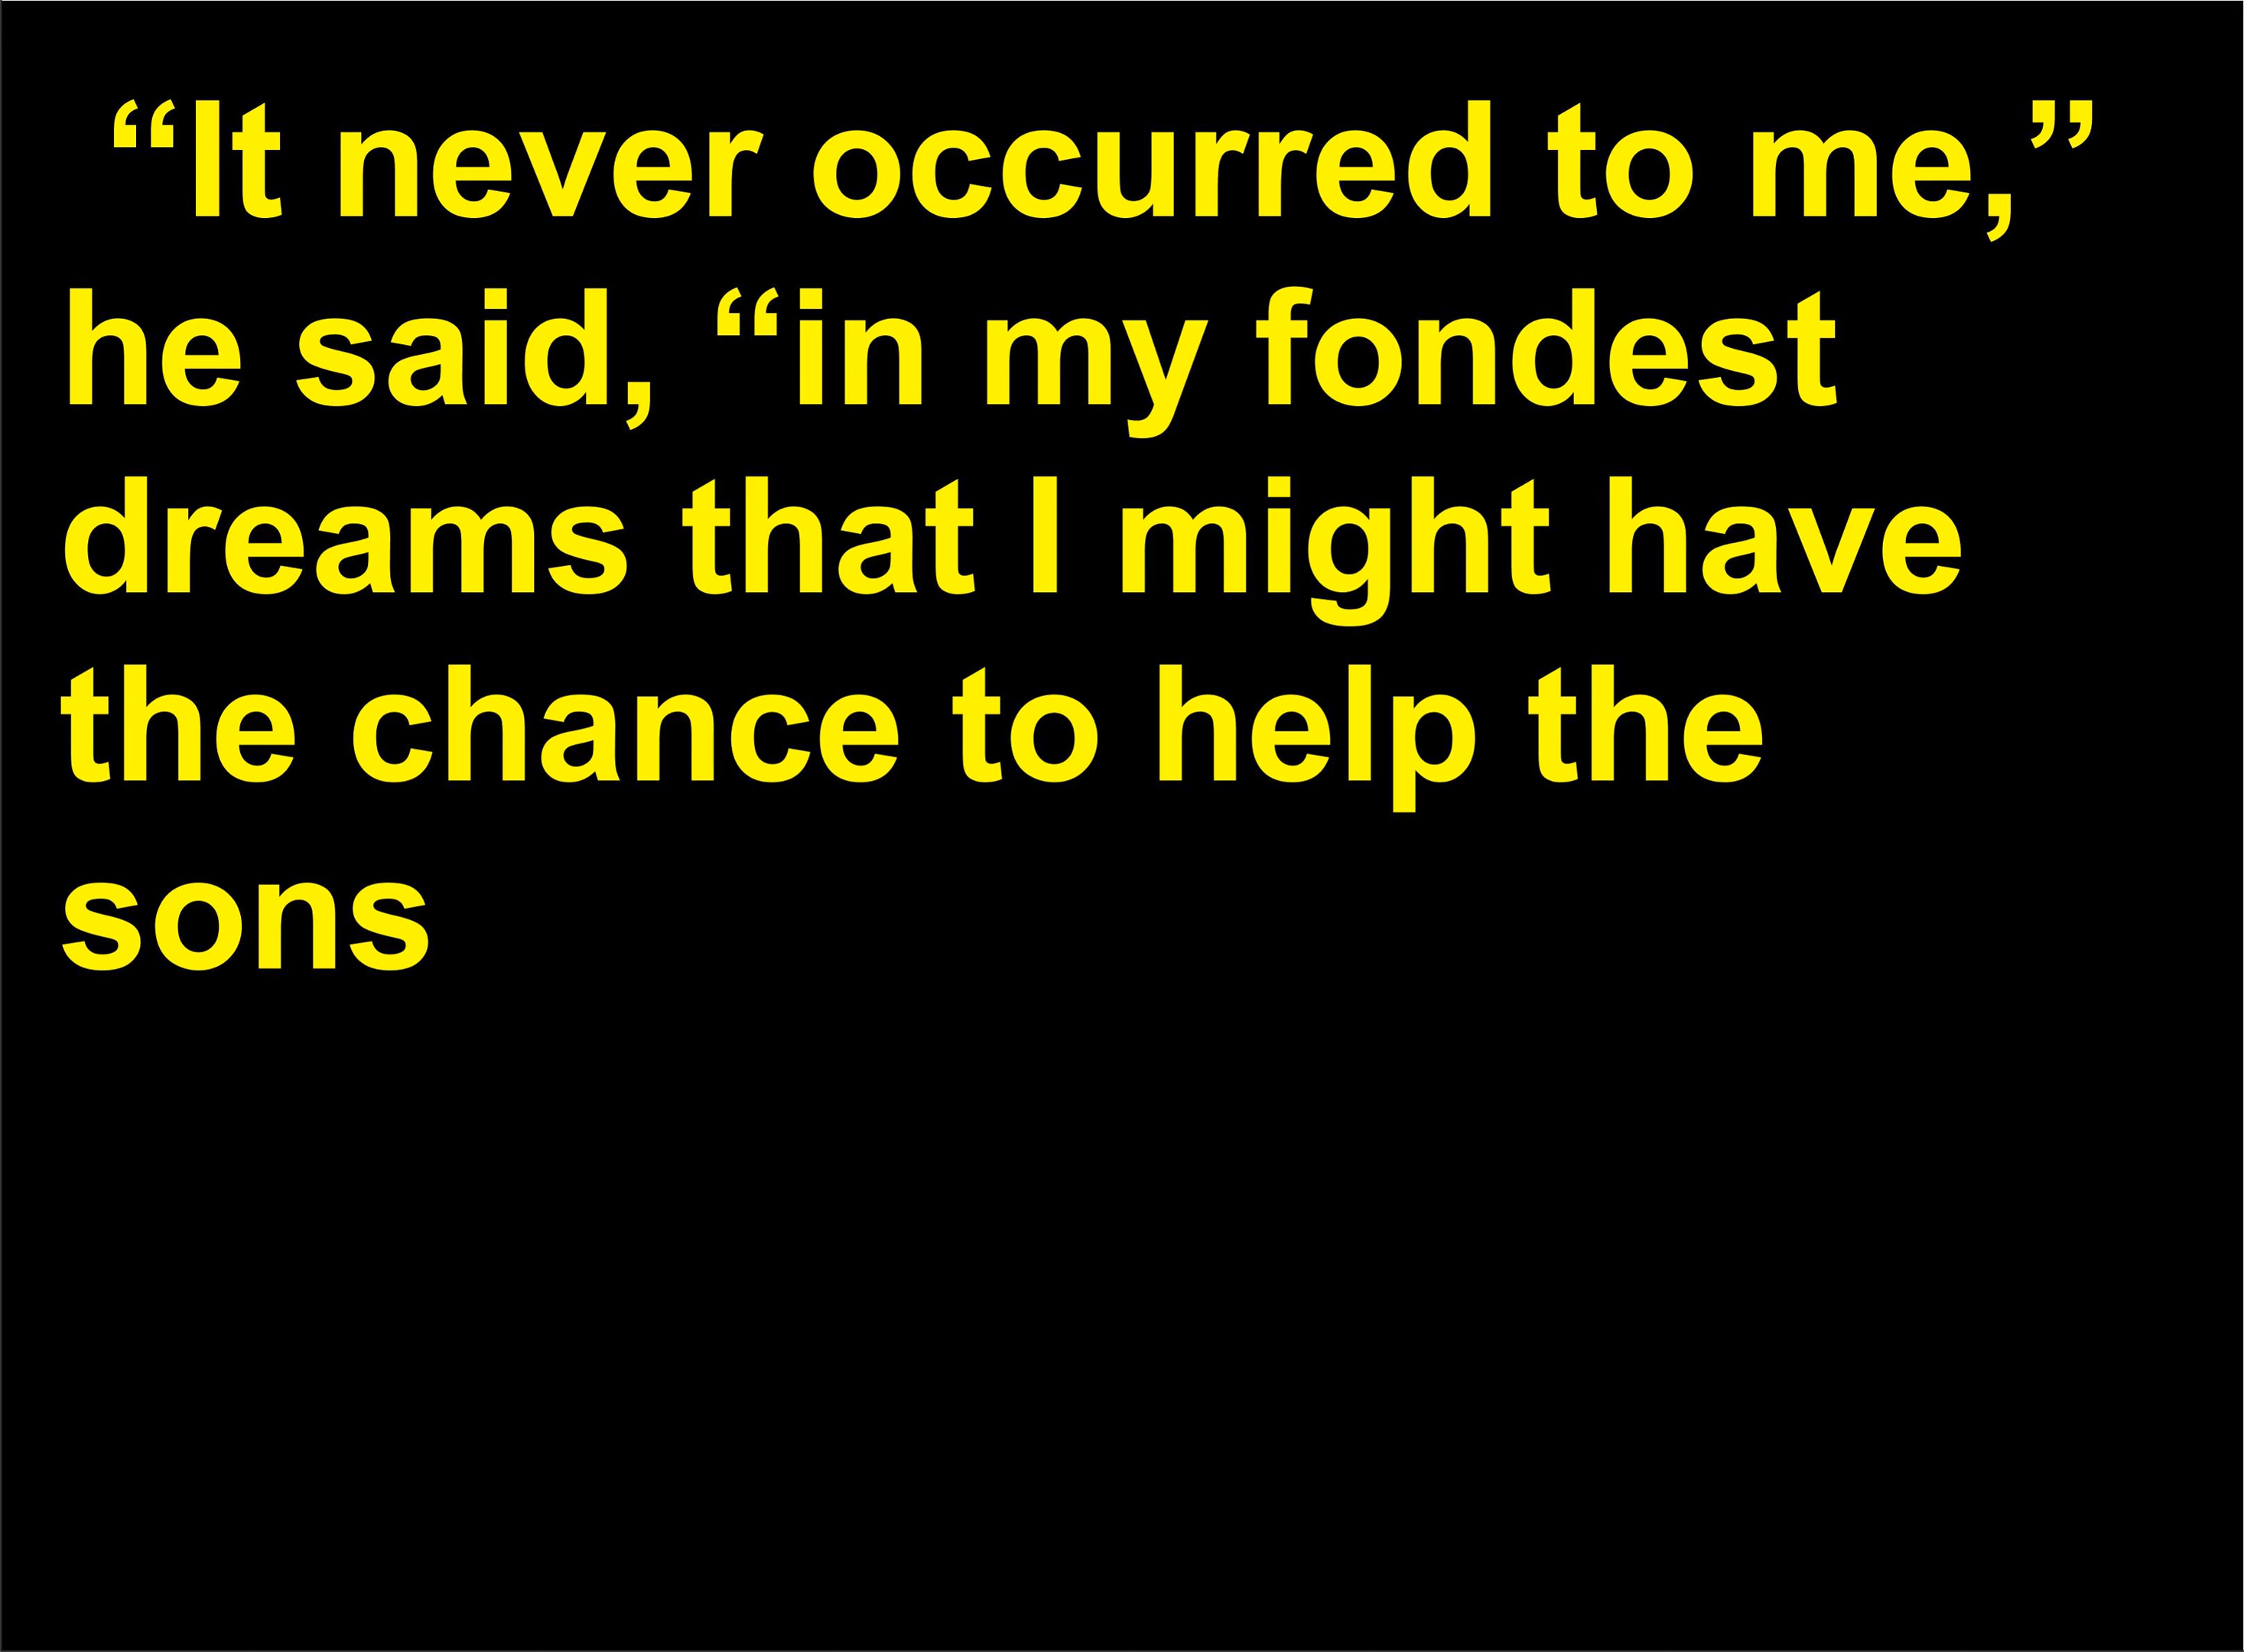 “It never occurred to me,”
he said, “in my fondest
dreams that I might have
the chance to help the
sons